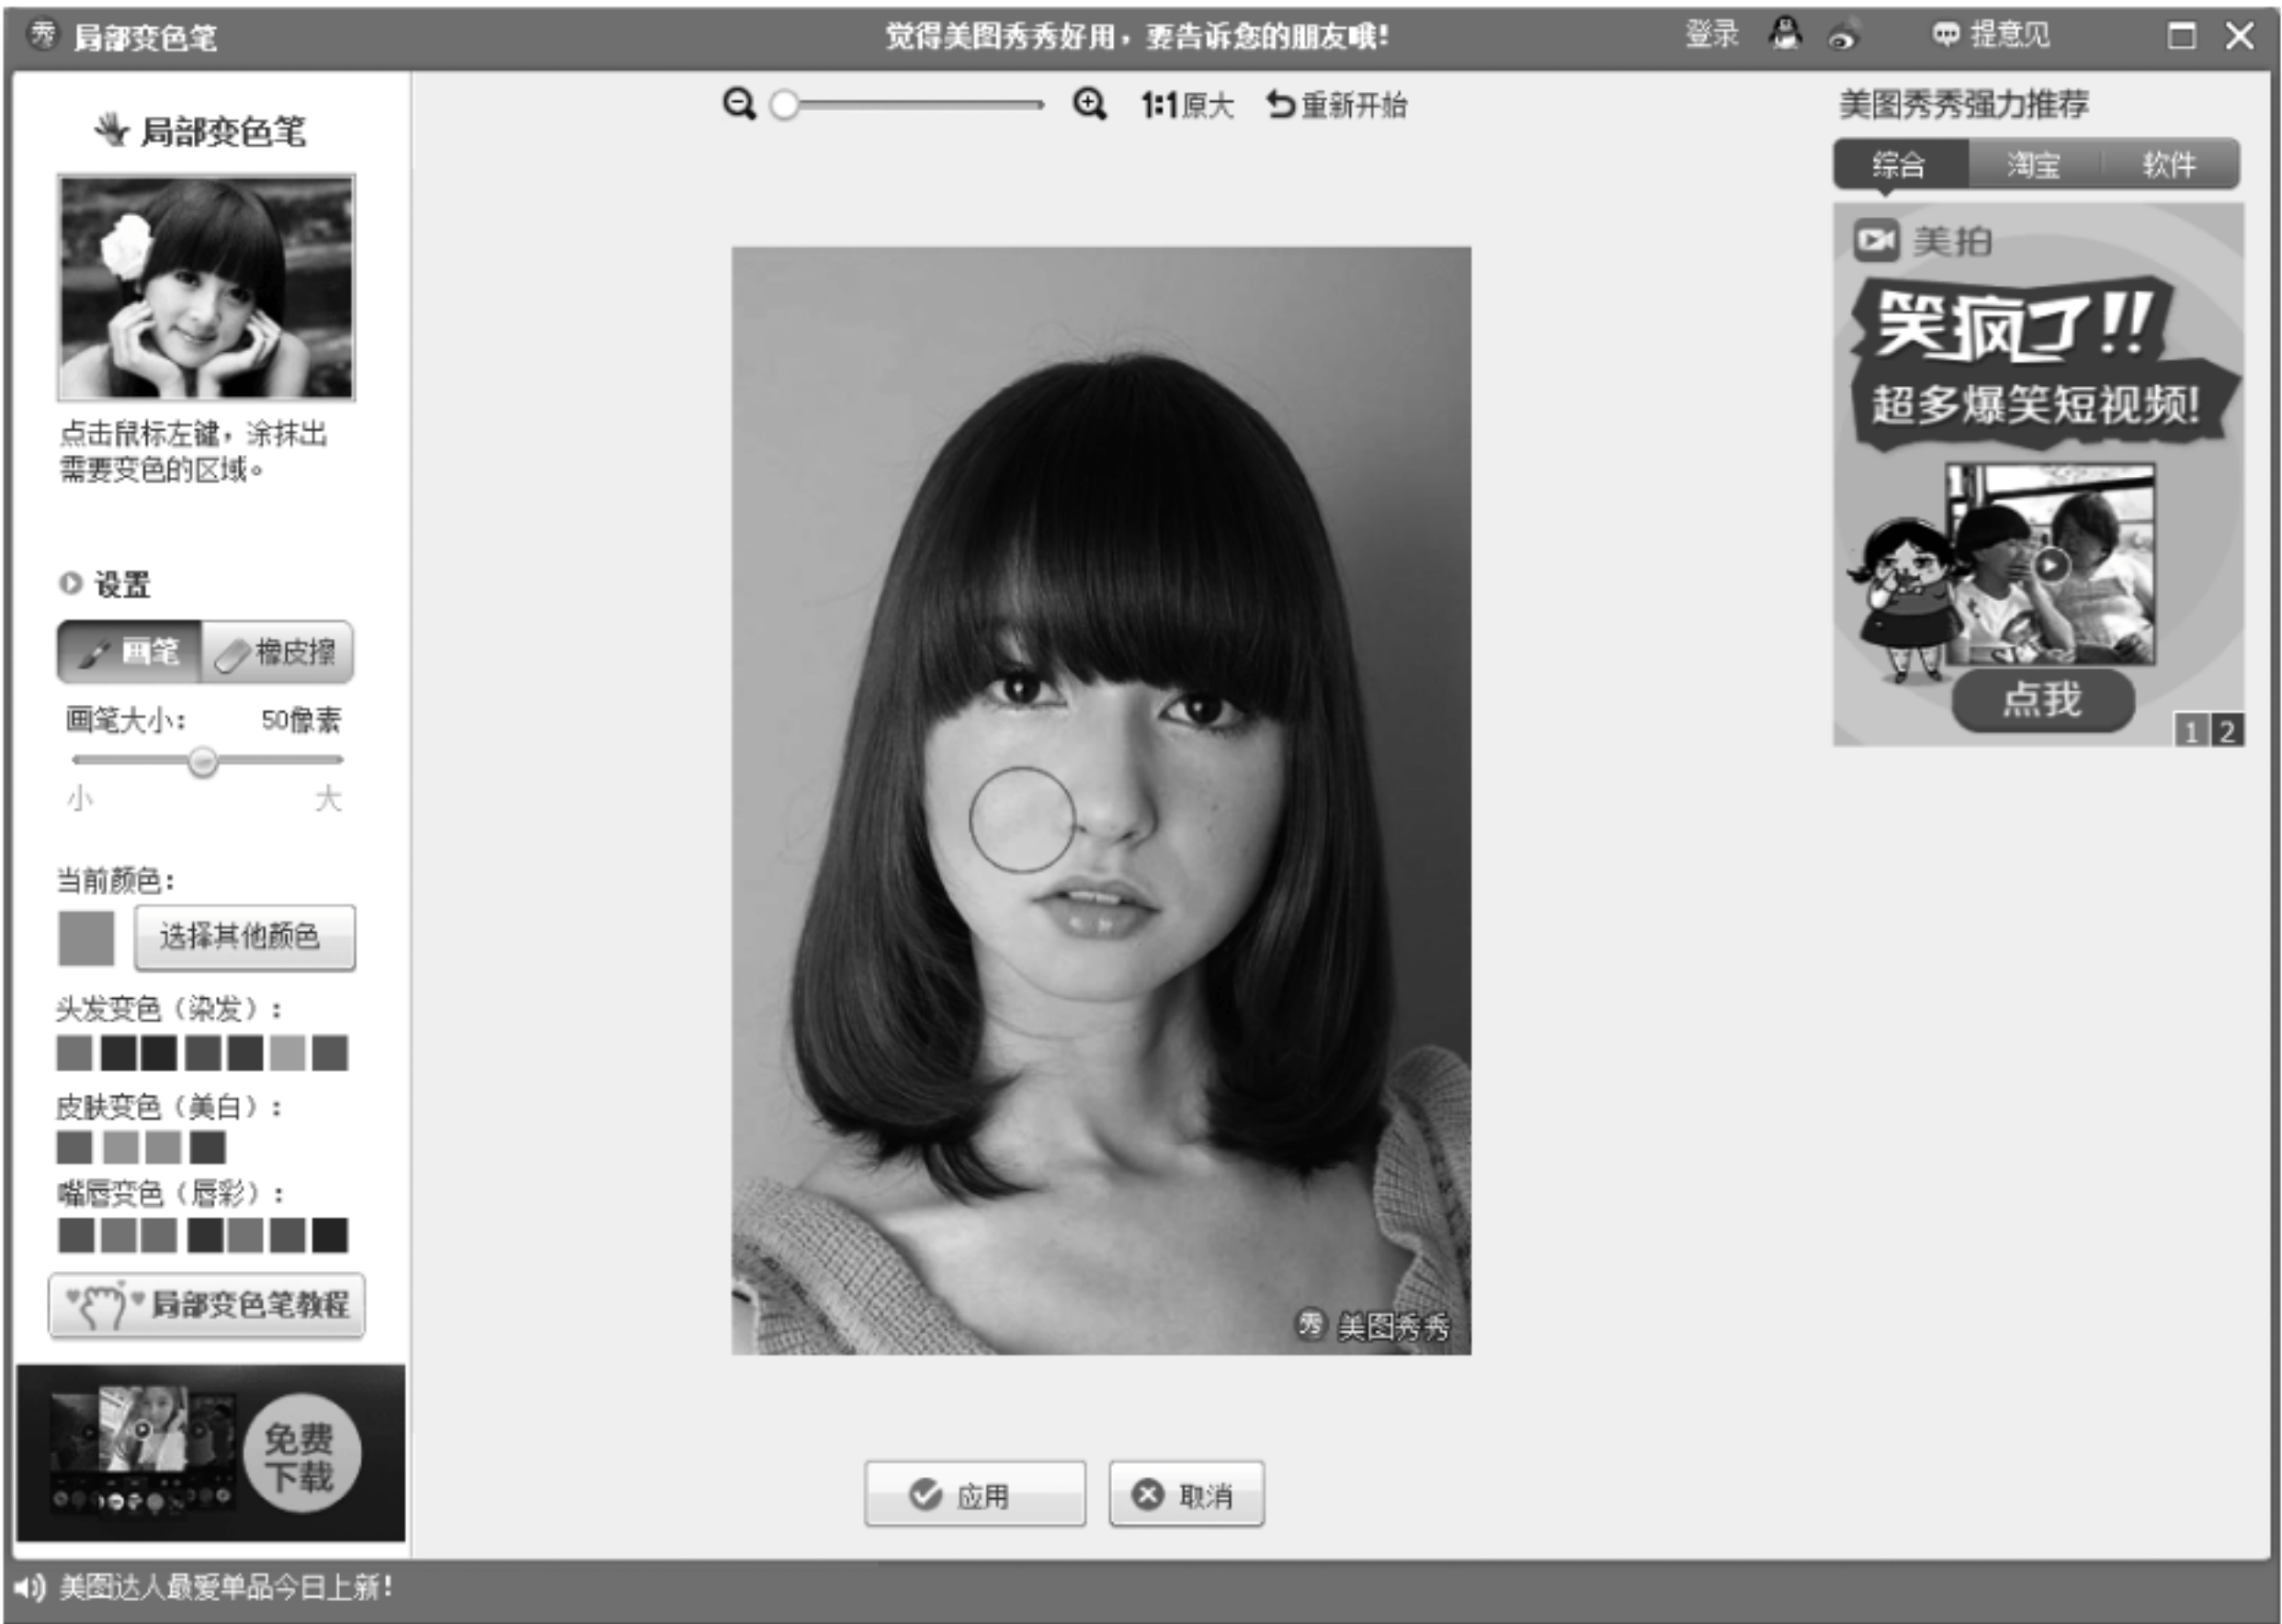 秀 局部变色笔
觉得美图秀秀好用，要告诉您的朋友哦！
登录 提意见
局部变色笔
点击鼠标左键，涂抹出
需要变色的区域。
设置
画笔 橡皮擦
画笔大小： 50像素
小 大
当前颜色：
选择其他颜色
头发变色（染发）：
皮肤变色（美白）：
嘴唇变色（唇彩）：
局部变色笔教程
免费
下载
1:1原大 重新开始
秀 美图秀秀
应用 取消
美图秀秀强力推荐
综合 淘宝 软件
美拍
笑疯了!!
超多爆笑短视频!
点我
1 2
美图达人最爱单品今日上新！